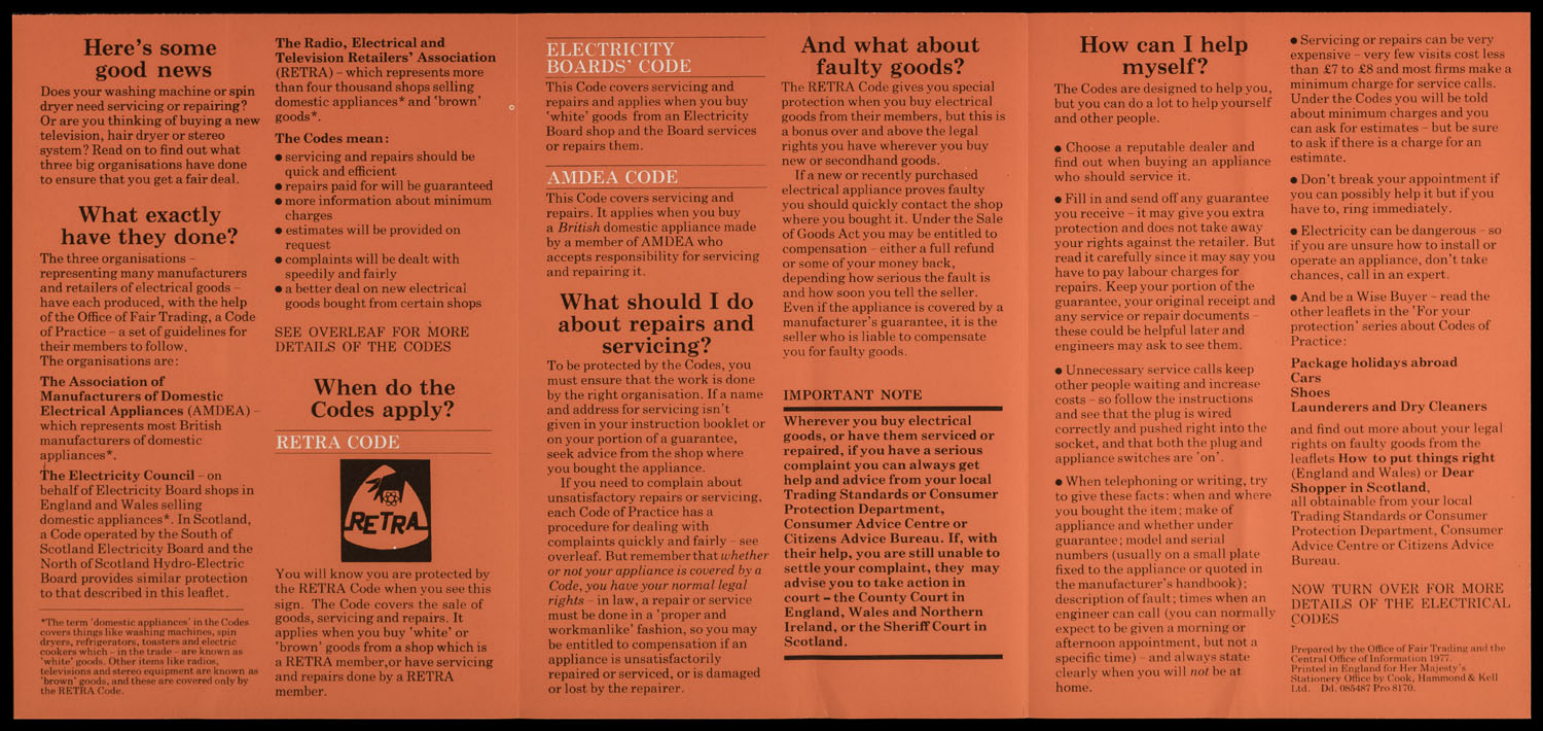 Here's some
good news
Does your washing machine or spin
dryer need servicing or repairing?
Or are you thinking of buying a new
television, hair dryer or stereo
system? Read on to find out what
three big organisations have done
to ensure that you get a fair deal.
What exactly
have they done?
The three organisations –
representing many manufacturers
and retailers of electrical goods –
have each produced, with the help
of the Office of Fair Trading, a Code
of Practice – a set of guidelines for
their members to follow.
The organisations are:
The Association of
Manufacturers of Domestic
Electrical Appliances (AMDEA) –
which represents most British
manufacturers of domestic
appliances*.
The Electricity Council – on
behalf of Electricity Board shops in
England and Wales selling
domestic appliances*. In Scotland,
a Code operated by the South of
Scotland Electricity Board and the
North of Scotland Hydro-Electric
Board provides similar protection
to that described in this leaflet.
*The term 'domestic appliances' in the Codes
covers things like washing machines, spin
dryers, refrigerators, toasters and electric
cookers which – in the trade – are known as
'white' goods. Other items like radios,
televisions and stereo equipment are known as
'brown' goods, and these are covered only by
the RETRA Code.
The Radio, Electrical and
Television Retailers' Association
(RETRA) – which represents more
than four thousand shops selling
domestic appliances* and 'brown'
goods*.
The Codes mean:
● servicing and repairs should be
quick and efficient
● repairs paid for will be guaranteed
● more information about minimum
charges
● estimates will be provided on
request
● complaints will be dealt with
speedily and fairly
● a better deal on new electrical
goods bought from certain shops
SEE OVERLEAF FOR MORE
DETAILS OF THE CODES
When do the
Codes apply?
RETRA CODE
RETRA
You will know you are protected by
the RETRA Code when you see this
sign. The Code covers the sale of
goods, servicing and repairs. It
applies when you buy 'white' or
'brown' goods from a shop which is
a RETRA member,or have servicing
and repairs done by a RETRA
member.
ELECTRICITY
BOARDS' CODE
This Code covers servicing and
repairs and applies when you buy
'white' goods from an Electricity
Board shop and the Board services
or repairs them.
AMDEA CODE
This Code covers servicing and
repairs. It applies when you buy
a British domestic appliance made
by a member of AMDEA who
accepts responsibility for servicing
and repairing it.
What should I do
about repairs and
servicing?
To be protected by the Codes, you
must ensure that the work is done
by the right organisation. If a name
and address for servicing isn't
given in your instruction booklet or
on your portion of a guarantee,
seek advice from the shop where
you bought the appliance.
If you need to complain about
unsatisfactory repairs or servicing,
each Code of Practice has a
procedure for dealing with
complaints quickly and fairly – see
overleaf. But remember that whether
or not your appliance is covered by a
Code, you have your normal legal
rights – in law, a repair or service
must be done in a 'proper and
workmanlike' fashion, so you may
be entitled to compensation if an
appliance is unsatisfactorily
repaired or serviced, or is damaged
or lost by the repairer.
And what about
faulty goods?
The RETRA Code gives you special
protection when you buy electrical
goods from their members, but this is
a bonus over and above the legal
rights you have wherever you buy
new or secondhand goods.
If a new or recently purchased
electrical appliance proves faulty
you should quickly contact the shop
where you bought it. Under the Sale
of Goods Act you may be entitled to
compensation – either a full refund
or some of your money back,
depending how serious the fault is
and how soon you tell the seller.
Even if the appliance is covered by a
manufacturer's guarantee, it is the
seller who is liable to compensate
you for faulty goods.
IMPORTANT NOTE
Wherever you buy electrical
goods, or have them serviced or
repaired, if you have a serious
complaint you can always get
help and advice from your local
Trading Standards or Consumer
Protection Department,
Consumer Advice Centre or
Citizens Advice Bureau. If, with
their help, you are still unable to
settle your complaint, they may
advise you to take action in
court – the County Court in
England, Wales and Northern
Ireland, or the Sheriff Court in
Scotland.
How can I help
myself?
The Codes are designed to help you,
but you can do a lot to help yourself
and other people.
● Choose a reputable dealer and
find out when buying an appliance
who should service it.
● Fill in and send off any guarantee
you receive – it may give you extra
protection and does not take away
your rights against the retailer. But
read it carefully since it may say you
have to pay labour charges for
repairs. Keep your portion of the
guarantee, your original receipt and
any service or repair documents –
these could be helpful later and
engineers may ask to see them.
● Unnecessary service calls keep
other people waiting and increase
costs – so follow the instructions
and see that the plug is wired
correctly and pushed right into the
socket, and that both the plug and
appliance switches are 'on'.
● When telephoning or writing, try
to give these facts: when and where
you bought the item; make of
appliance and whether under
guarantee; model and serial
numbers (usually on a small plate
fixed to the appliance or quoted in
the manufacturer's handbook);
description of fault; times when an
engineer can call (you can normally
expect to be given a morning or
afternoon appointment, but not a
specific time) – and always state
clearly when you will not be at
home.
● Servicing or repairs can be very
expensive – very few visits cost less
than £7 to £8 and most firms make a
minimum charge for service calls.
Under the Codes you will be told
about minimum charges and you
can ask for estimates – but be sure
to ask if there is a charge for an
estimate.
● Don't break your appointment if
you can possibly help it but if you
have to, ring immediately.
● Electricity can be dangerous – so
if you are unsure how to install or
operate an appliance, don't take
chances, call in an expert.
● And be a Wise Buyer – read the
other leaflets in the 'For your
protection' series about Codes of
Practice:
Package holidays abroad
Cars
Shoes
Launderers and Dry Cleaners
and find out more about your legal
rights on faulty goods from the
leaflets How to put things right
(England and Wales) or Dear
Shopper in Scotland,
all obtainable from your local
Trading Standards or Consumer
Protection Department, Consumer
Advice Centre or Citizens Advice
Bureau.
NOW TURN OVER FOR MORE
DETAILS OF THE ELECTRICAL
CODES
Prepared by the Office of Fair Trading and the
Central Office of Information 1977.
Printed in England for Her Majesty's
Stationery Office by Cook, Hammond & Kell
Ltd. Dd. 085487 Pro 8170.